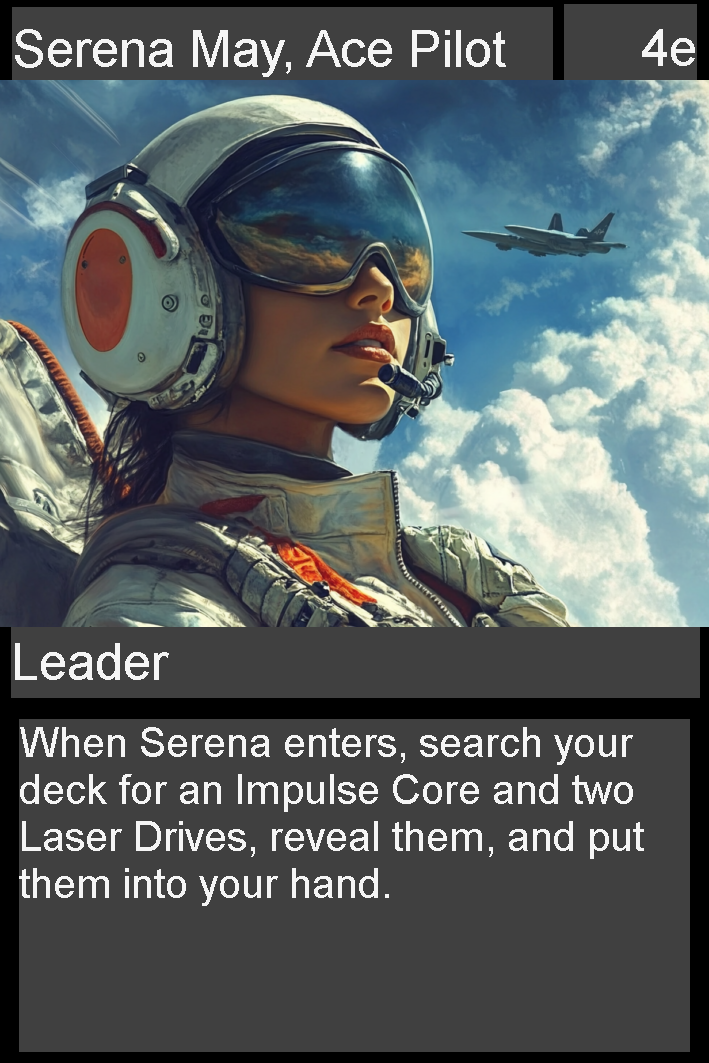 Serena May, Ace Pilot 4e
Leader
When Serena enters, search your
deck for an Impulse Core and two
Laser Drives, reveal them, and put
them into your hand.